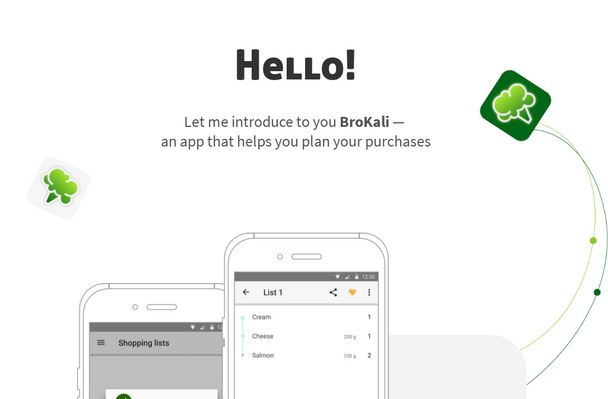 Hello!
Let me introduce to you BroKali —
an app that helps you plan your purchases
12:30
List 1
Cream 1
Cheese 200 g 1
Salmon 250 g 2
12
Shopping lists